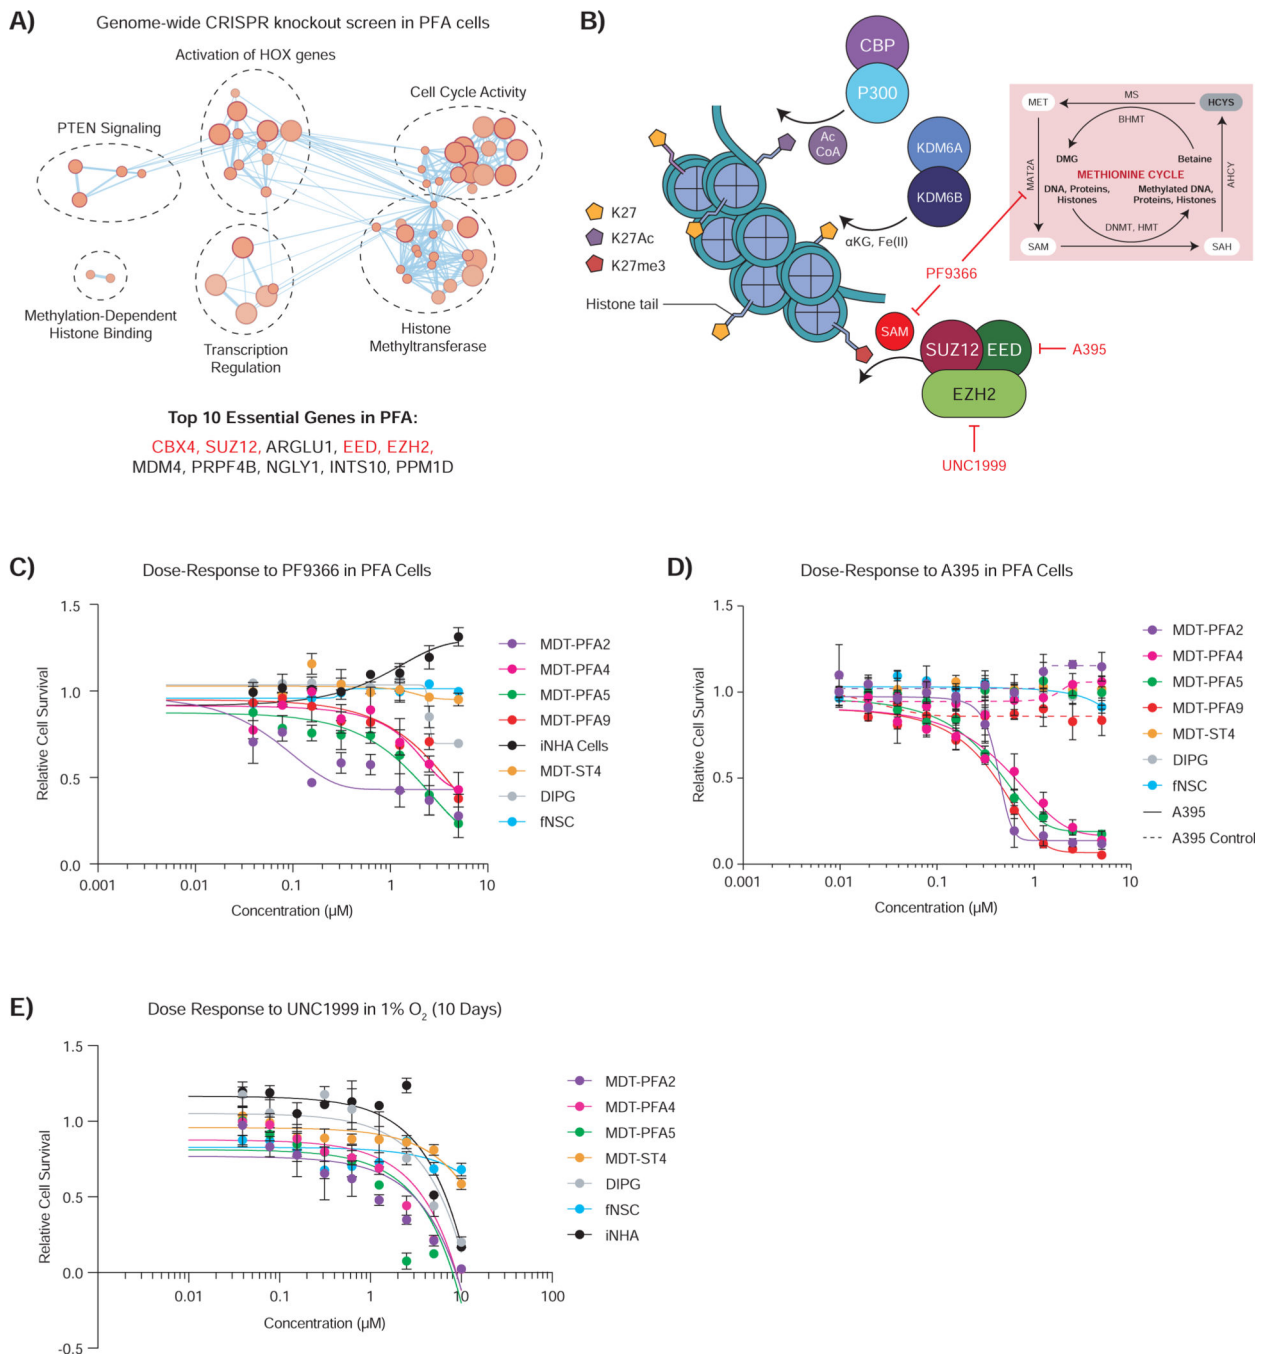 A)
Genome-wide CRISPR knockout screen in PFA cells
Activation of HOX genes
Cell Cycle Activity
PTEN Signaling
Methylation-Dependent
Histone Binding
Transcription
Regulation
Histone
Methyltransferase
Top 10 Essential Genes in PFA:
CBX4, SUZ12, ARGLU1, EED, EZH2,
MDM4, PRPF4B, NGLY1, INTS10, PPM1D
B)
CBP
P300
Ac
CoA
KDM6A
KDM6B
αKG, Fe(II)
K27
K27Ac
K27me3
Histone tail
SAM
SUZ12
EED
EZH2
PF9366
A395
UNC1999
MET
MS
HCYS
BHMT
DMG
Betaine
METHIONINE CYCLE
DNA, Proteins,
Histones
Methylated DNA,
Proteins, Histones
DNMT, HMT
MAT2A
AHCY
SAM
SAH
C)
Dose-Response to PF9366 in PFA Cells
Relative Cell Survival
1.5
1.0
0.5
0.0
0.001
0.01
0.1
1
10
Concentration (μM)
MDT-PFA2
MDT-PFA4
MDT-PFA5
MDT-PFA9
iNHA Cells
MDT-ST4
DIPG
fNSC
D)
Dose-Response to A395 in PFA Cells
Relative Cell Survival
1.5
1.0
0.5
0.0
0.001
0.01
0.1
1
10
Concentration (μM)
MDT-PFA2
MDT-PFA4
MDT-PFA5
MDT-PFA9
MDT-ST4
DIPG
fNSC
A395
A395 Control
E)
Dose Response to UNC1999 in 1% O2 (10 Days)
Relative Cell Survival
1.5
1.0
0.5
0.0
-0.5
0.01
0.1
1
10
100
Concentration (μM)
MDT-PFA2
MDT-PFA4
MDT-PFA5
MDT-ST4
DIPG
fNSC
iNHA